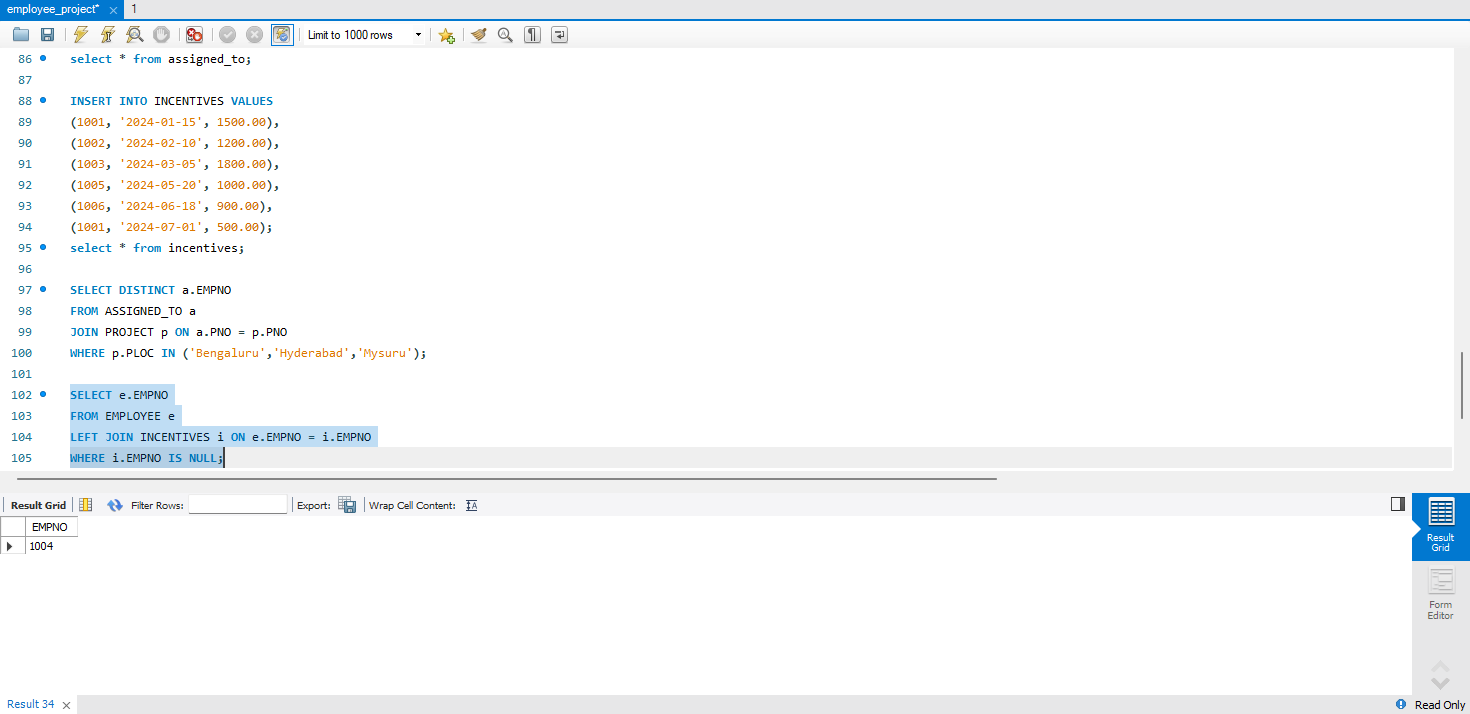 employee_project* 1
Limit to 1000 rows
86 select * from assigned_to;
87
88 INSERT INTO INCENTIVES VALUES
89 (1001, '2024-01-15', 1500.00),
90 (1002, '2024-02-10', 1200.00),
91 (1003, '2024-03-05', 1800.00),
92 (1005, '2024-05-20', 1000.00),
93 (1006, '2024-06-18', 900.00),
94 (1001, '2024-07-01', 500.00);
95 select * from incentives;
96
97 SELECT DISTINCT a.EMPNO
98 FROM ASSIGNED_TO a
99 JOIN PROJECT p ON a.PNO = p.PNO
100 WHERE p.PLOC IN ('Bengaluru','Hyderabad','Mysuru');
101
102 SELECT e.EMPNO
103 FROM EMPLOYEE e
104 LEFT JOIN INCENTIVES i ON e.EMPNO = i.EMPNO
105 WHERE i.EMPNO IS NULL;
Result Grid Filter Rows: Export: Wrap Cell Content:
EMPNO
1004
Result
Grid
Form
Editor
Result 34 Read Only